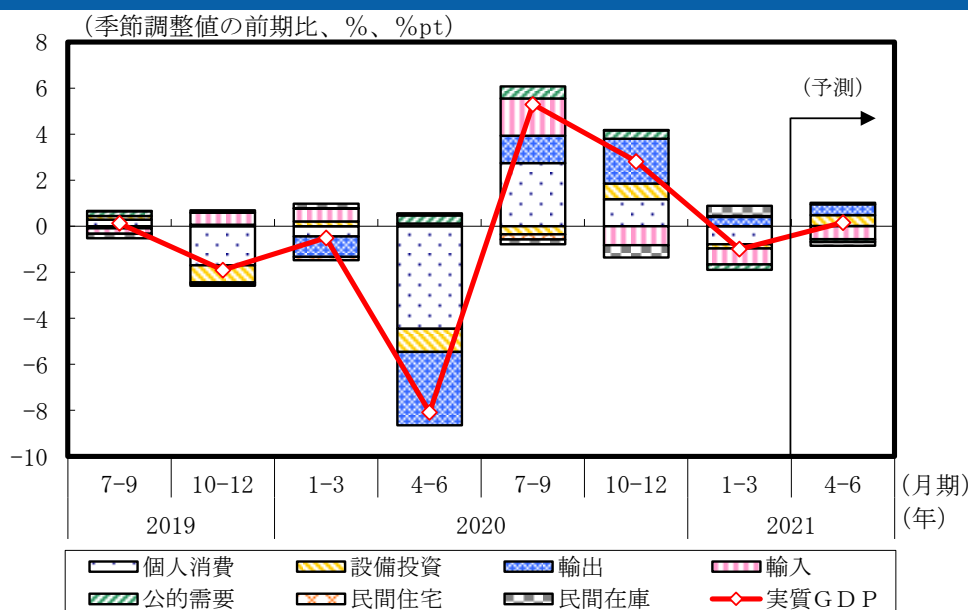 (季節調整値の前期比、%、%pt)
8
6
4
2
0
-2
-4
-6
-8
-10
(予測)
7-9 10-12 1-3 4-6 7-9 10-12 1-3 4-6 (月期)
2019 2020 2021 (年)
個人消費 設備投資 輸出 輸入
公的需要 民間住宅 民間在庫 実質GDP